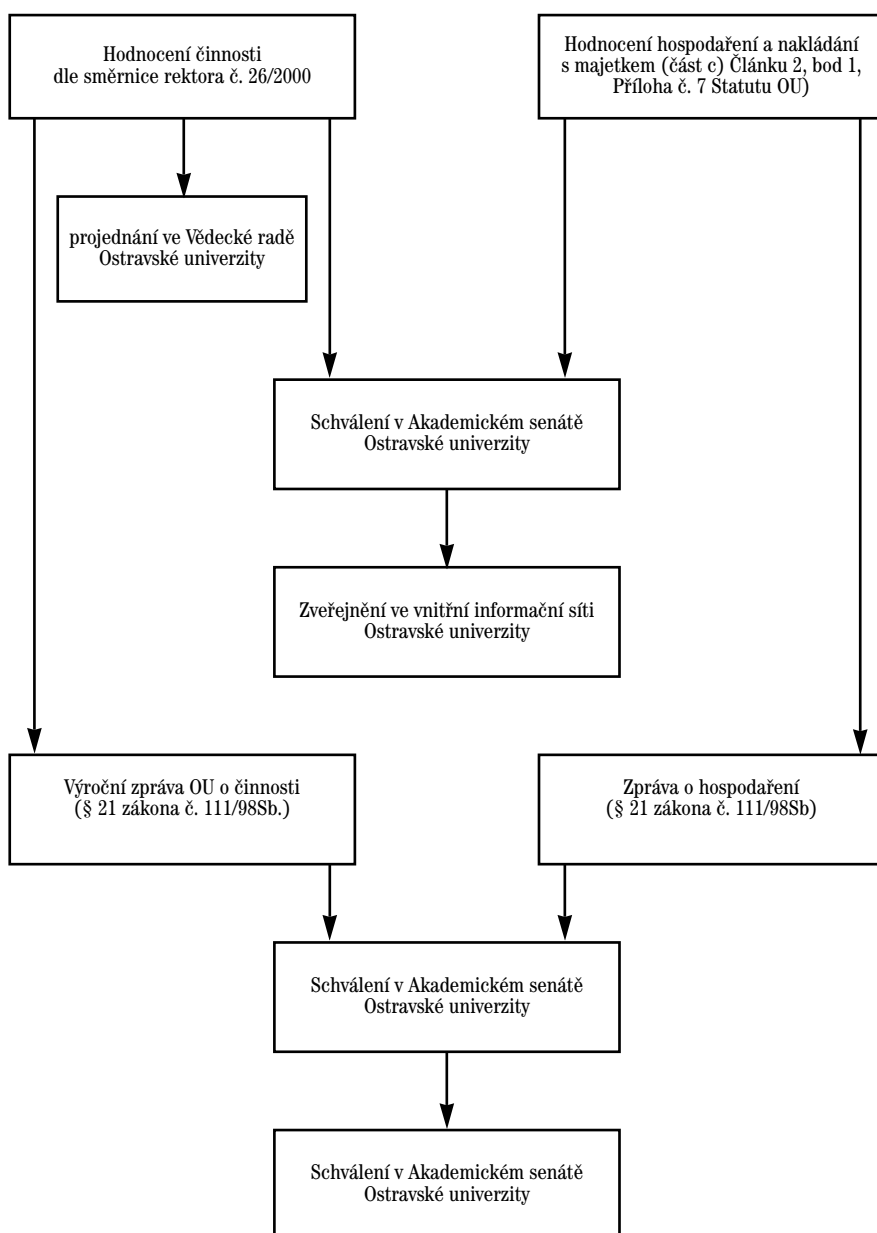 Hodnocení činnosti
dle směrnice rektora č. 26/2000
Hodnocení hospodaření a nakládání
s majetkem (část c) Článku 2, bod 1,
Příloha č. 7 Statutu OU)
projednání ve Vědecké radě
Ostravské univerzity
Schválení v Akademickém senátě
Ostravské univerzity
Zveřejnění ve vnitřní informační síti
Ostravské univerzity
Výroční zpráva OU o činnosti
(§ 21 zákona č. 111/98Sb.)
Zpráva o hospodaření
(§ 21 zákona č. 111/98Sb)
Schválení v Akademickém senátě
Ostravské univerzity
Schválení v Akademickém senátě
Ostravské univerzity